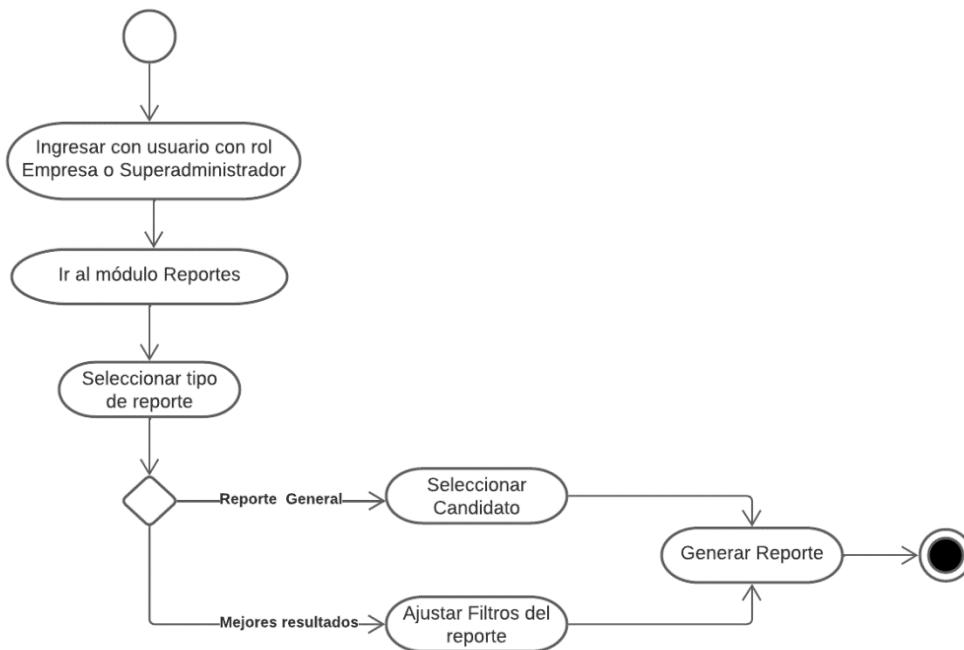 Ingresar con usuario con rol
Empresa o Superadministrador
Ir al módulo Reportes
Seleccionar tipo
de reporte
Reporte General
Seleccionar
Candidato
Generar Reporte
Mejores resultados
Ajustar Filtros del
reporte